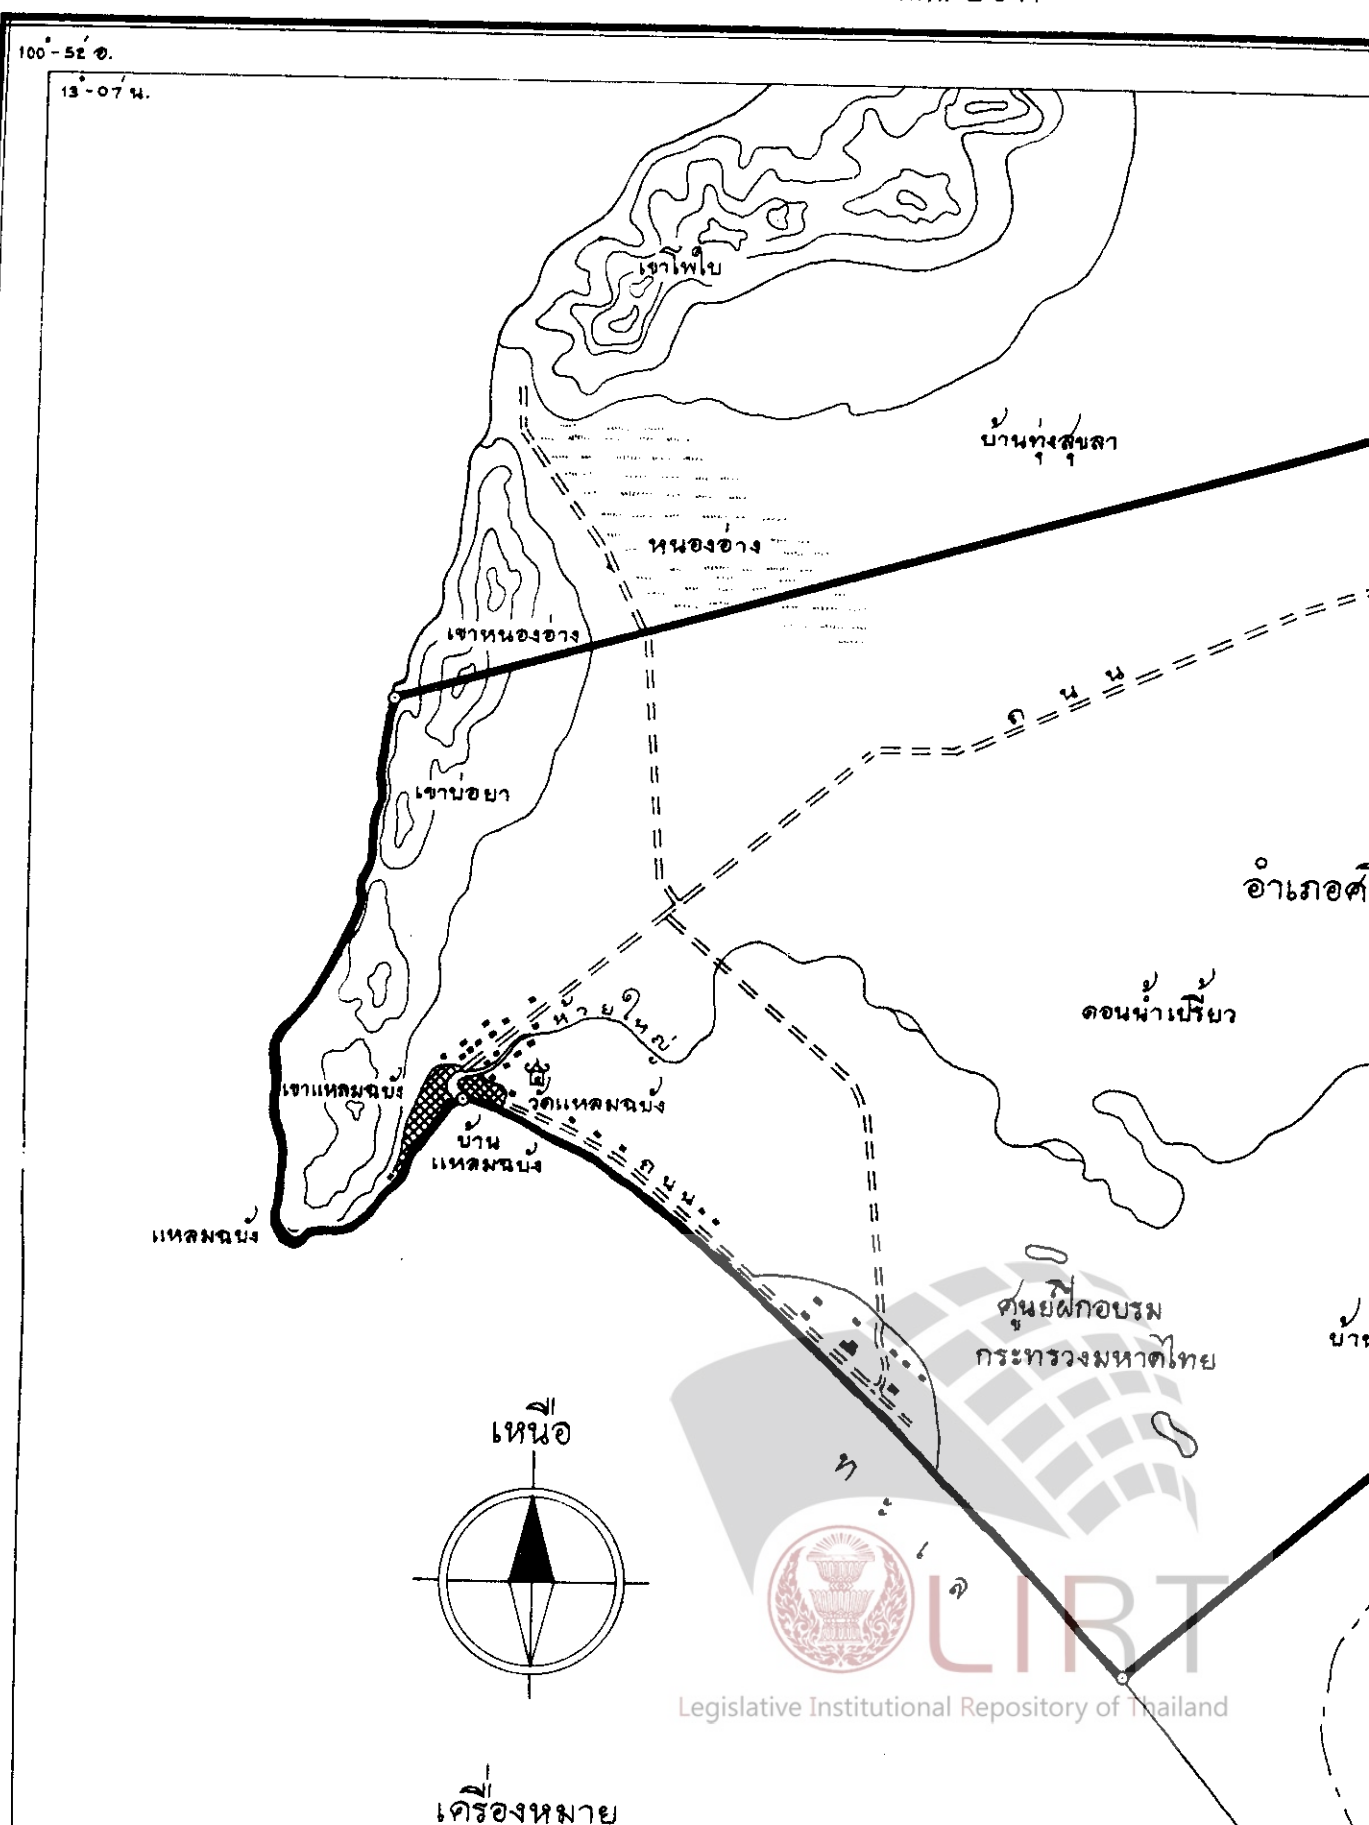 100°-52' อ.
13°-07' น.
เขาโพใบ
บ้านทุ่งสุขลา
หนองอ่าง
เขาหนองอ่าง
ถนน
เขาบ่อยา
ดอนน้ำเปรี้ยว
ห้วยใหญ่
เขาแหลมฉบัง
วัดแหลมฉบัง
บ้าน
แหลมฉบัง
ถนน
แหลมฉบัง
ศูนย์ฝึกอบรม
กระทรวงมหาดไทย
เหนือ
ทะเล
LIRT
Legislative Institutional Repository of Thailand
เครื่องหมาย